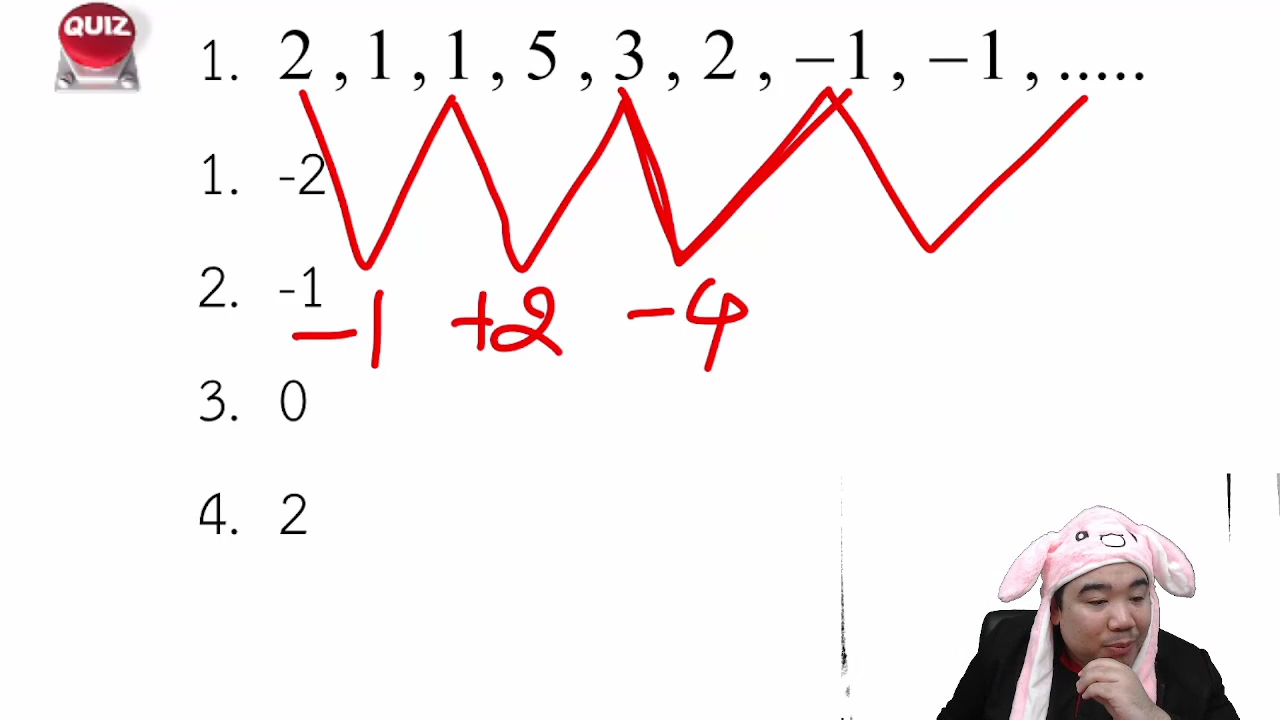 QUIZ
1. 2 , 1 , 1 , 5 , 3 , 2 , −1 , −1 , .....
1. -2
2. -1
−1 +2 −4
3. 0
4. 2